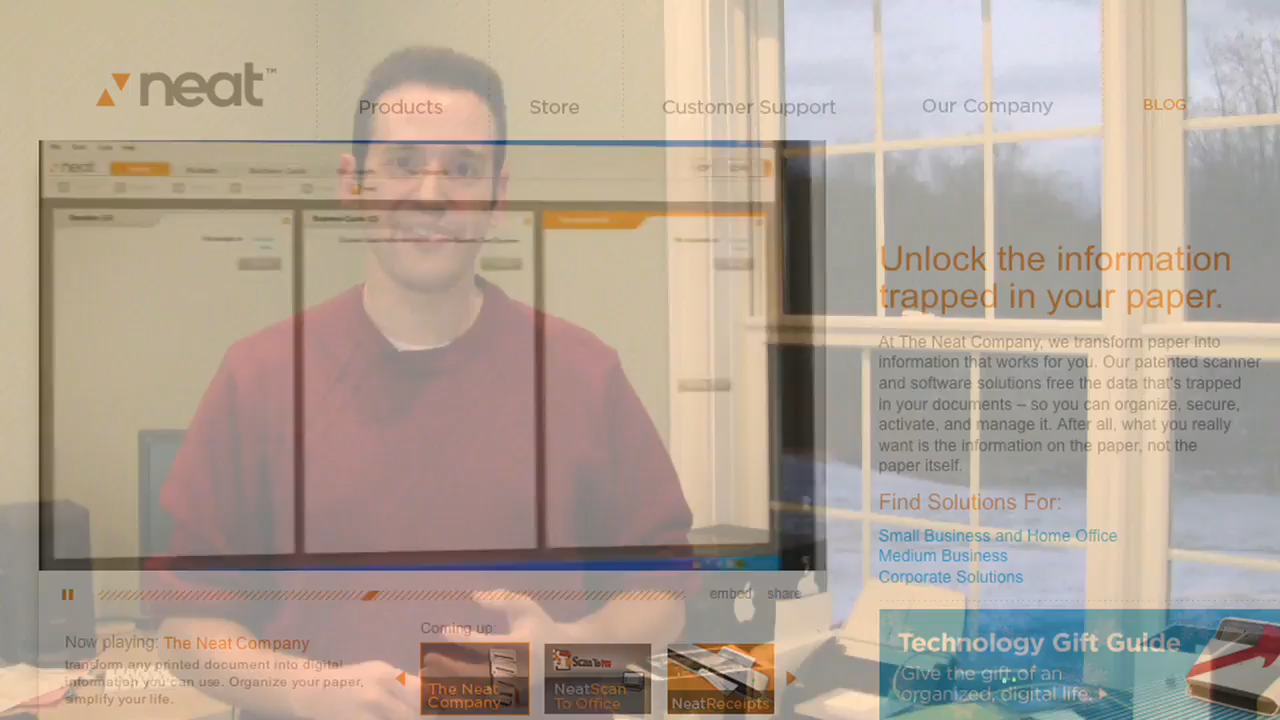 neat™
Products
Store
Customer Support
Our Company
BLOG
neat
Unlock the information
trapped in your paper.
At The Neat Company, we transform paper into
information that works for you. Our patented scanner
and software solutions free the data that's trapped
in your documents – so you can organize, secure,
activate, and manage it. After all, what you really
want is the information on the paper, not the
paper itself.
Find Solutions For:
Small Business and Home Office
Medium Business
Corporate Solutions
embed share
Now playing: The Neat Company
transform any printed document into digital
information you can use. Organize your paper,
simplify your life.
Coming up:
The Neat
Company
Scan To PDF
NeatScan
To Office
NeatReceipts
Technology Gift Guide
Give the gift of an
organized, digital life.